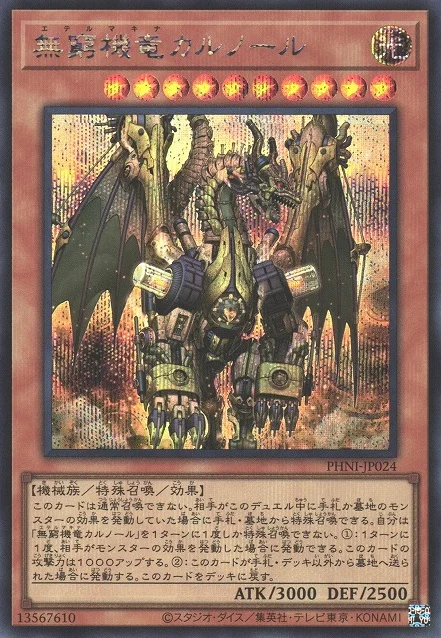 エテルマキナ
無窮機竜カルノール
PHNI-JP024
【機械族／特殊召喚／効果】
このカードは通常召喚できない。相手がこのデュエル中に手札か墓地のモン
スターの効果を発動していた場合に手札・墓地から特殊召喚できる。自分は
「無窮機竜カルノール」を1ターンに1度しか特殊召喚できない。①：1ターンに
1度、相手がモンスターの効果を発動した場合に発動する。このカードの
攻撃力は1000アップする。②：このカードが手札・デッキ以外から墓地へ送ら
れた場合に発動する。このカードをデッキに戻す。
ATK/3000 DEF/2500
13567610
©スタジオ・ダイス/集英社・テレビ東京・KONAMI